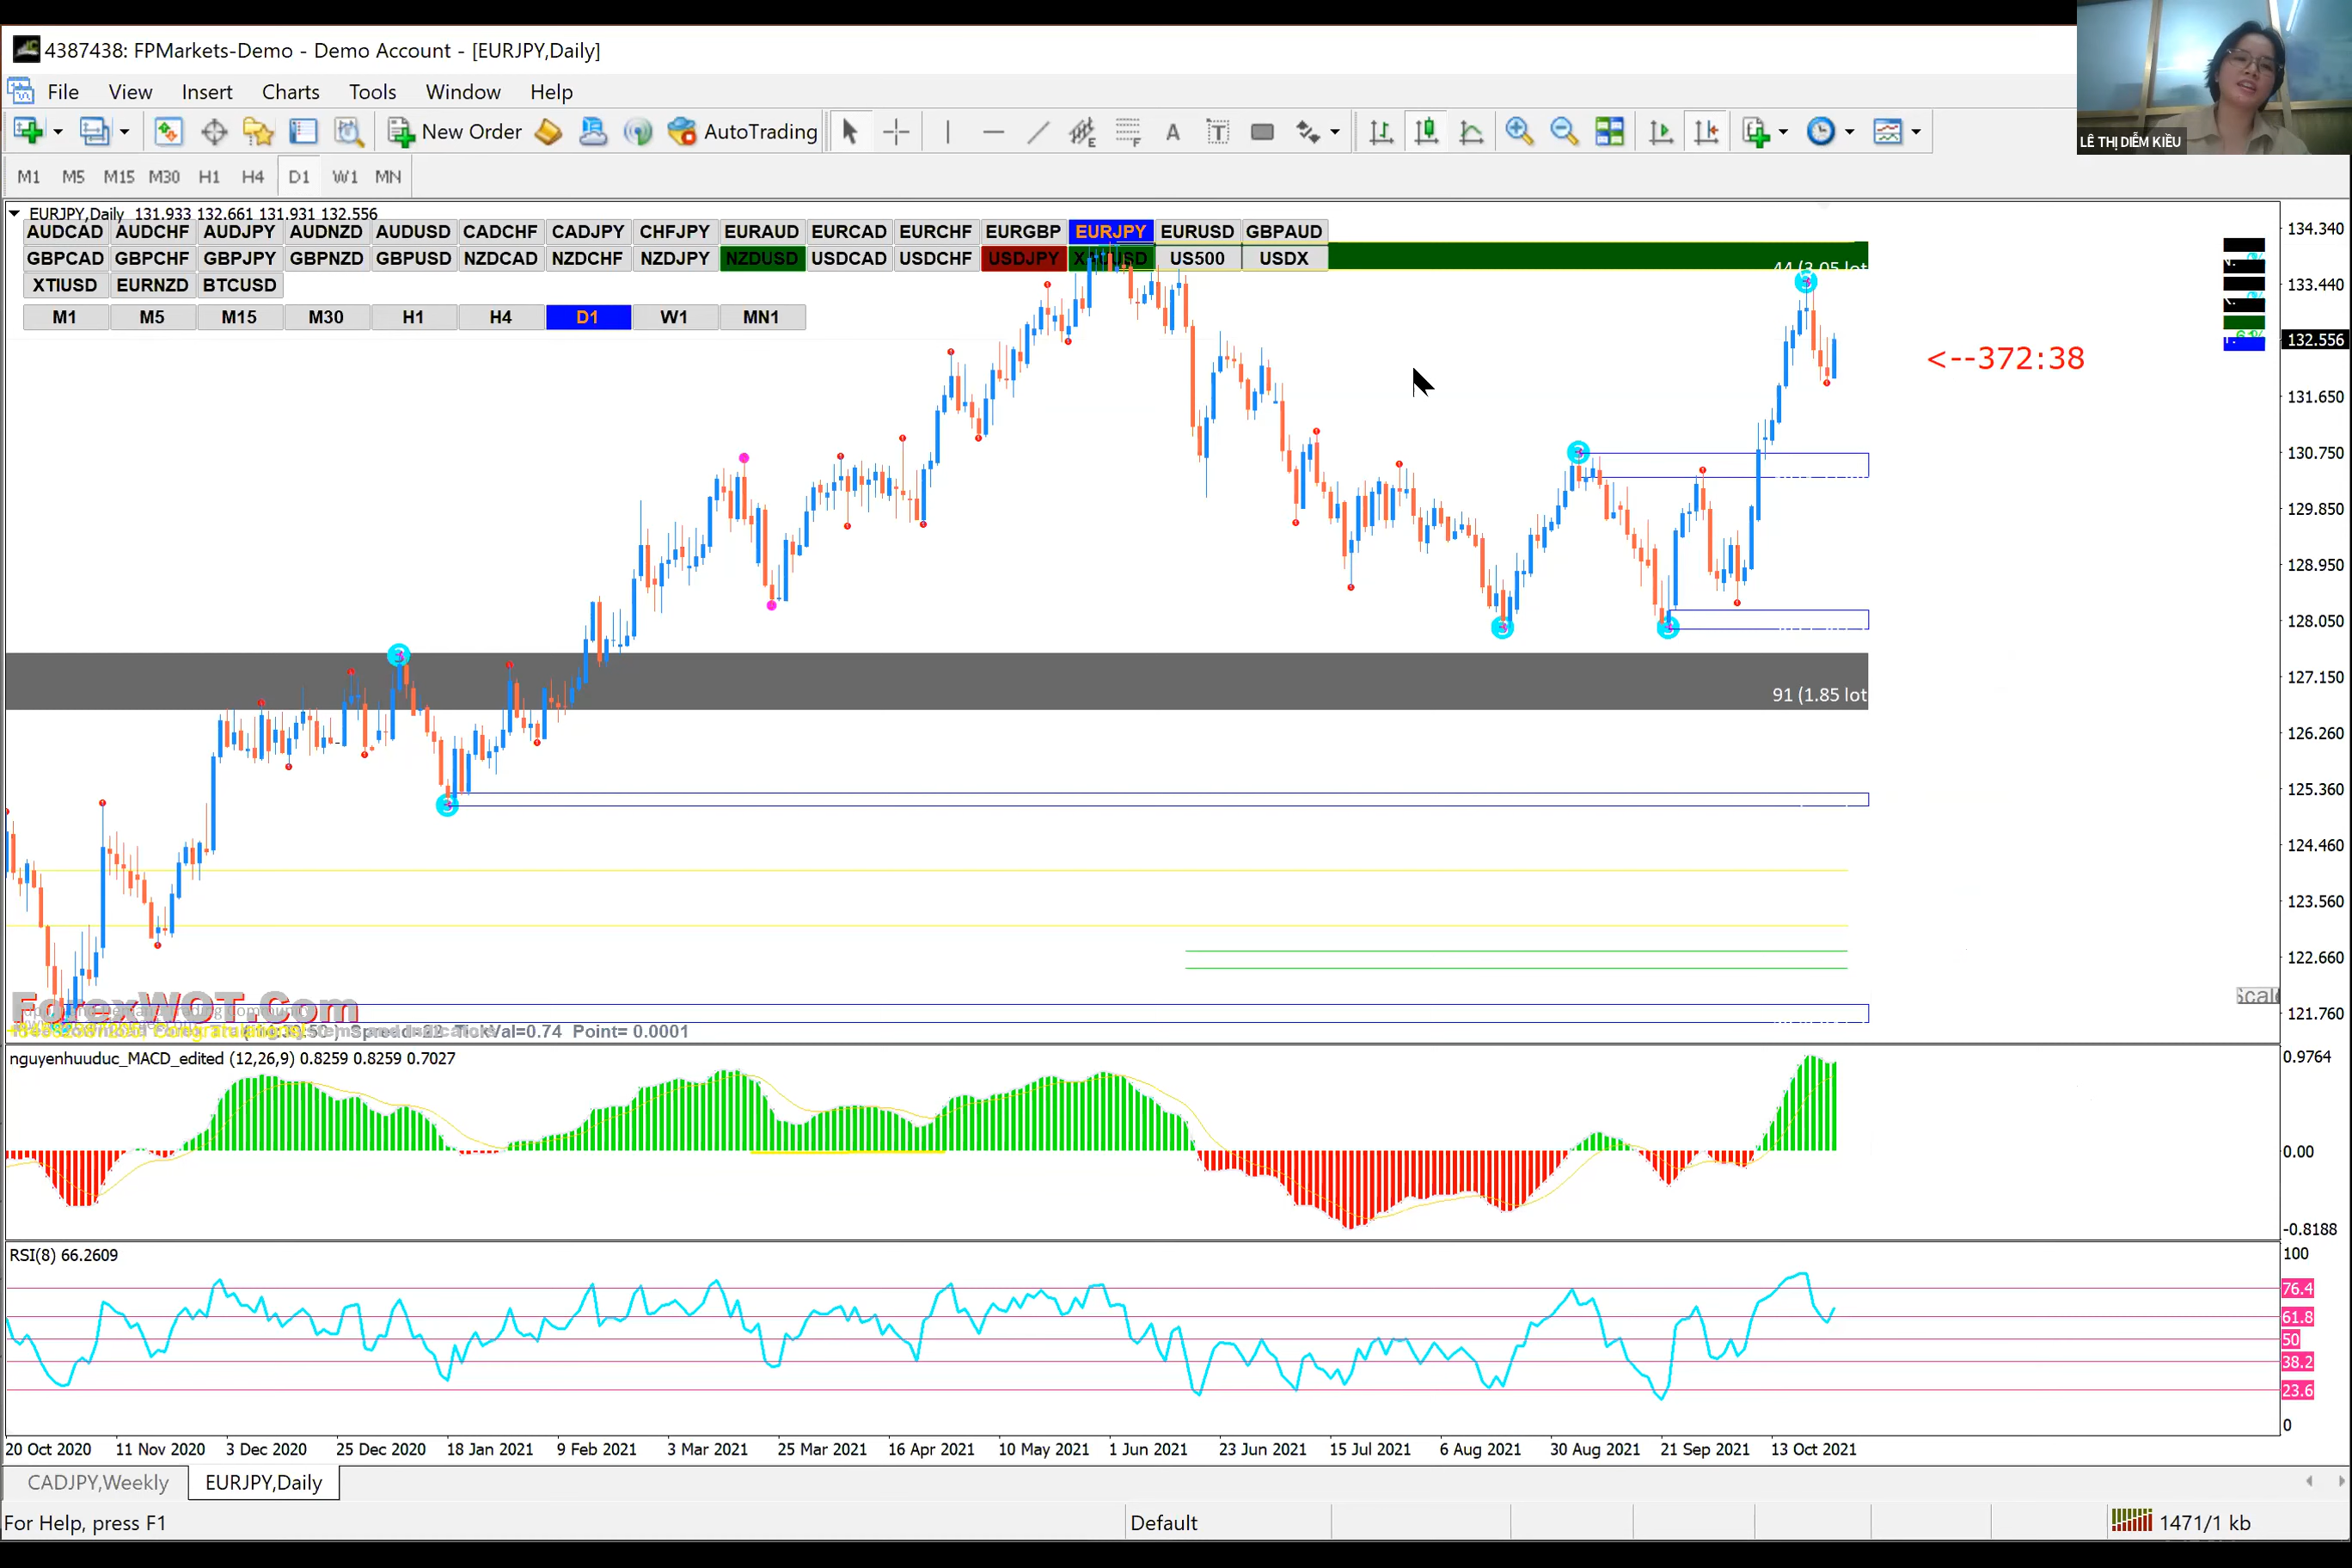 4387438: FPMarkets-Demo - Demo Account - [EURJPY,Daily]
LÊ THỊ DIỄM KIỀU
File View Insert Charts Tools Window Help
New Order AutoTrading
M1 M5 M15 M30 H1 H4 D1 W1 MN
EURJPY,Daily 131.933 132.661 131.931 132.556
AUDCAD AUDCHF AUDJPY AUDNZD AUDUSD CADCHF CADJPY CHFJPY EURAUD EURCAD EURCHF EURGBP EURJPY EURUSD GBPAUD
GBPCAD GBPCHF GBPJPY GBPNZD GBPUSD NZDCAD NZDCHF NZDJPY NZDUSD USDCAD USDCHF USDJPY US500 USDX
XTIUSD EURNZD BTCUSD
M1 M5 M15 M30 H1 H4 D1 W1 MN1
<--372:38
91 (1.85 lot
134.340
133.440
132.556
131.650
130.750
129.850
128.950
128.050
127.150
126.260
125.360
124.460
123.560
122.660
121.760
ForexWOT.Com
Spread=22 TickVal=0.74 Point= 0.0001
nguyenhuuduc_MACD_edited (12,26,9) 0.8259 0.8259 0.7027
0.9764
0.00
-0.8188
RSI(8) 66.2609
100
76.4
61.8
50
38.2
23.6
0
20 Oct 2020 11 Nov 2020 3 Dec 2020 25 Dec 2020 18 Jan 2021 9 Feb 2021 3 Mar 2021 25 Mar 2021 16 Apr 2021 10 May 2021 1 Jun 2021 23 Jun 2021 15 Jul 2021 6 Aug 2021 30 Aug 2021 21 Sep 2021 13 Oct 2021
CADJPY,Weekly EURJPY,Daily
For Help, press F1
Default
1471/1 kb